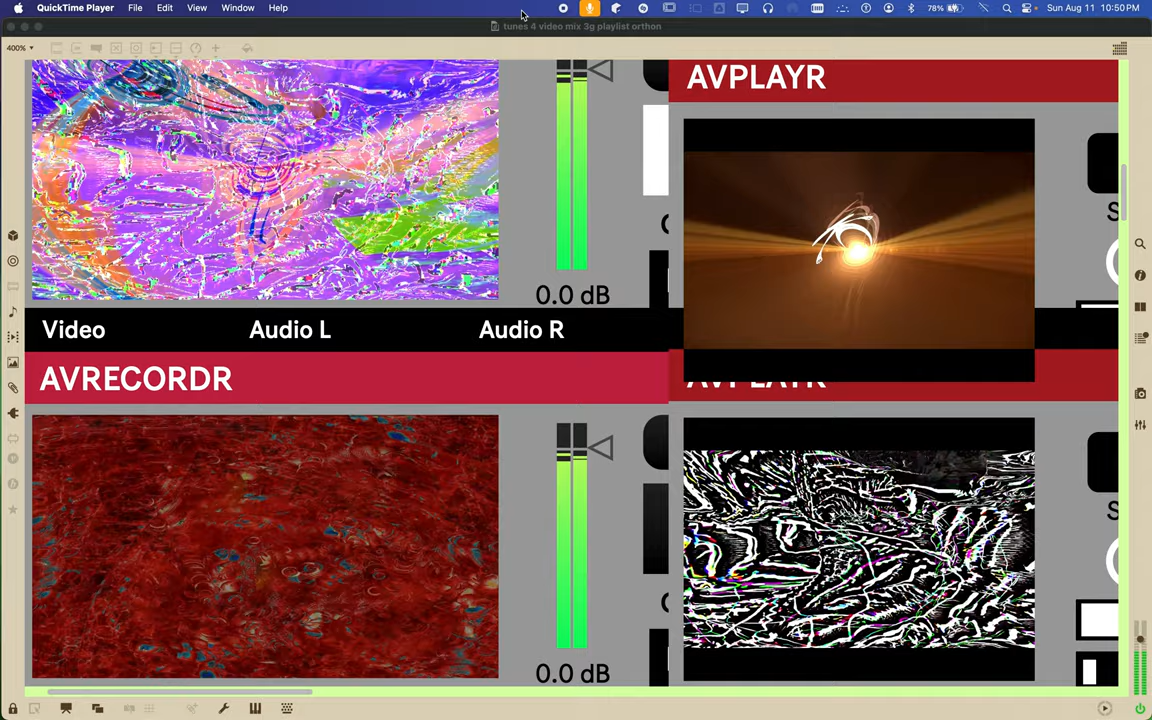 QuickTime Player File Edit View Window Help 78% Sun Aug 11 10:50 PM
tunes 4 video mix 3g playlist orthon
400%
AVPLAYR
0.0 dB
Video Audio L Audio R
AVRECORDR
AVPLAYR
0.0 dB